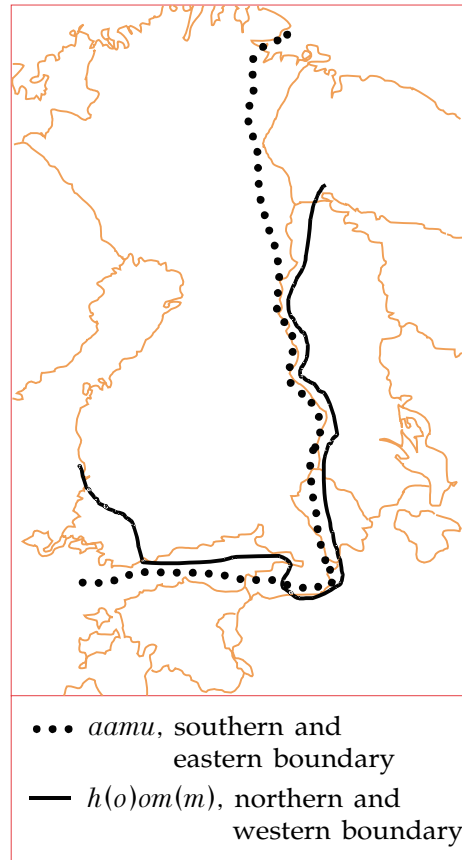 aamu, southern and
eastern boundary
h(o)om(m), northern and
western boundary